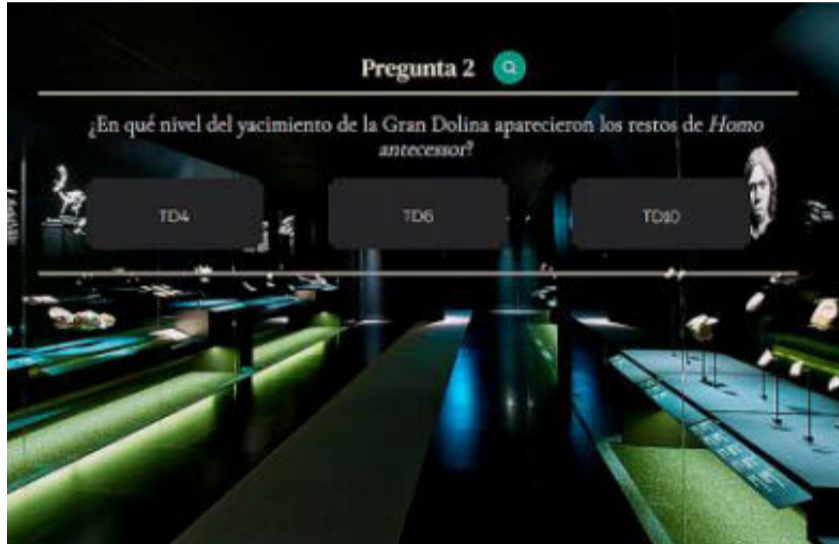 Pregunta 2
¿En qué nivel del yacimiento de la Gran Dolina aparecieron los restos de Homo
antecessor?
TD4
TD6
TD10